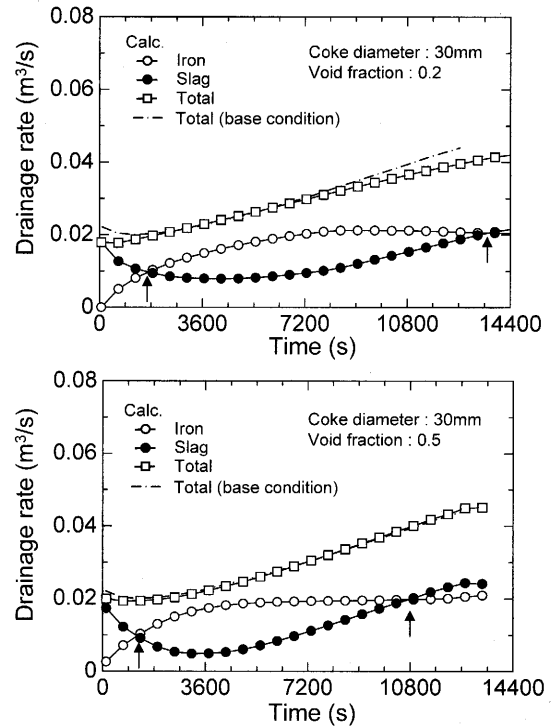 0.08
Calc.
Iron
Slag
Total
Total (base condition)
Coke diameter : 30mm
Void fraction : 0.2
0.06
0.04
0.02
0
Drainage rate (m³/s)
0 3600 7200 10800 14400
Time (s)
0.08
Calc.
Iron
Slag
Total
Total (base condition)
Coke diameter : 30mm
Void fraction : 0.5
0.06
0.04
0.02
0
Drainage rate (m³/s)
0 3600 7200 10800 14400
Time (s)